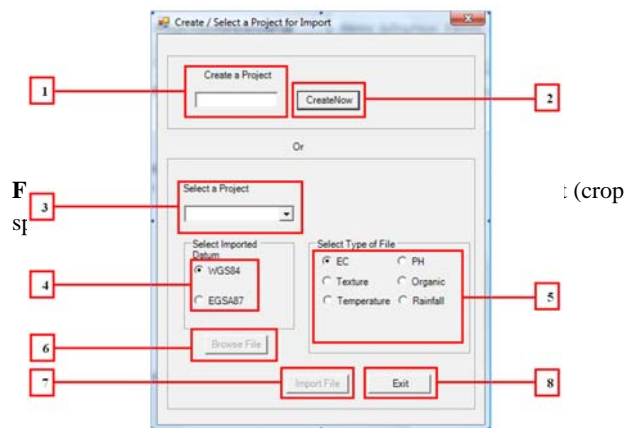 Create / Select a Project for Import
Create a Project
1
CreateNow
2
Or
F
t (crop
Select a Project
3
sp
Select Imported
Datum
WGS84
EGSA87
4
Select Type of File
EC
PH
Texture
Organic
Temperature
Rainfall
5
Browse File
6
7
Import File
Exit
8